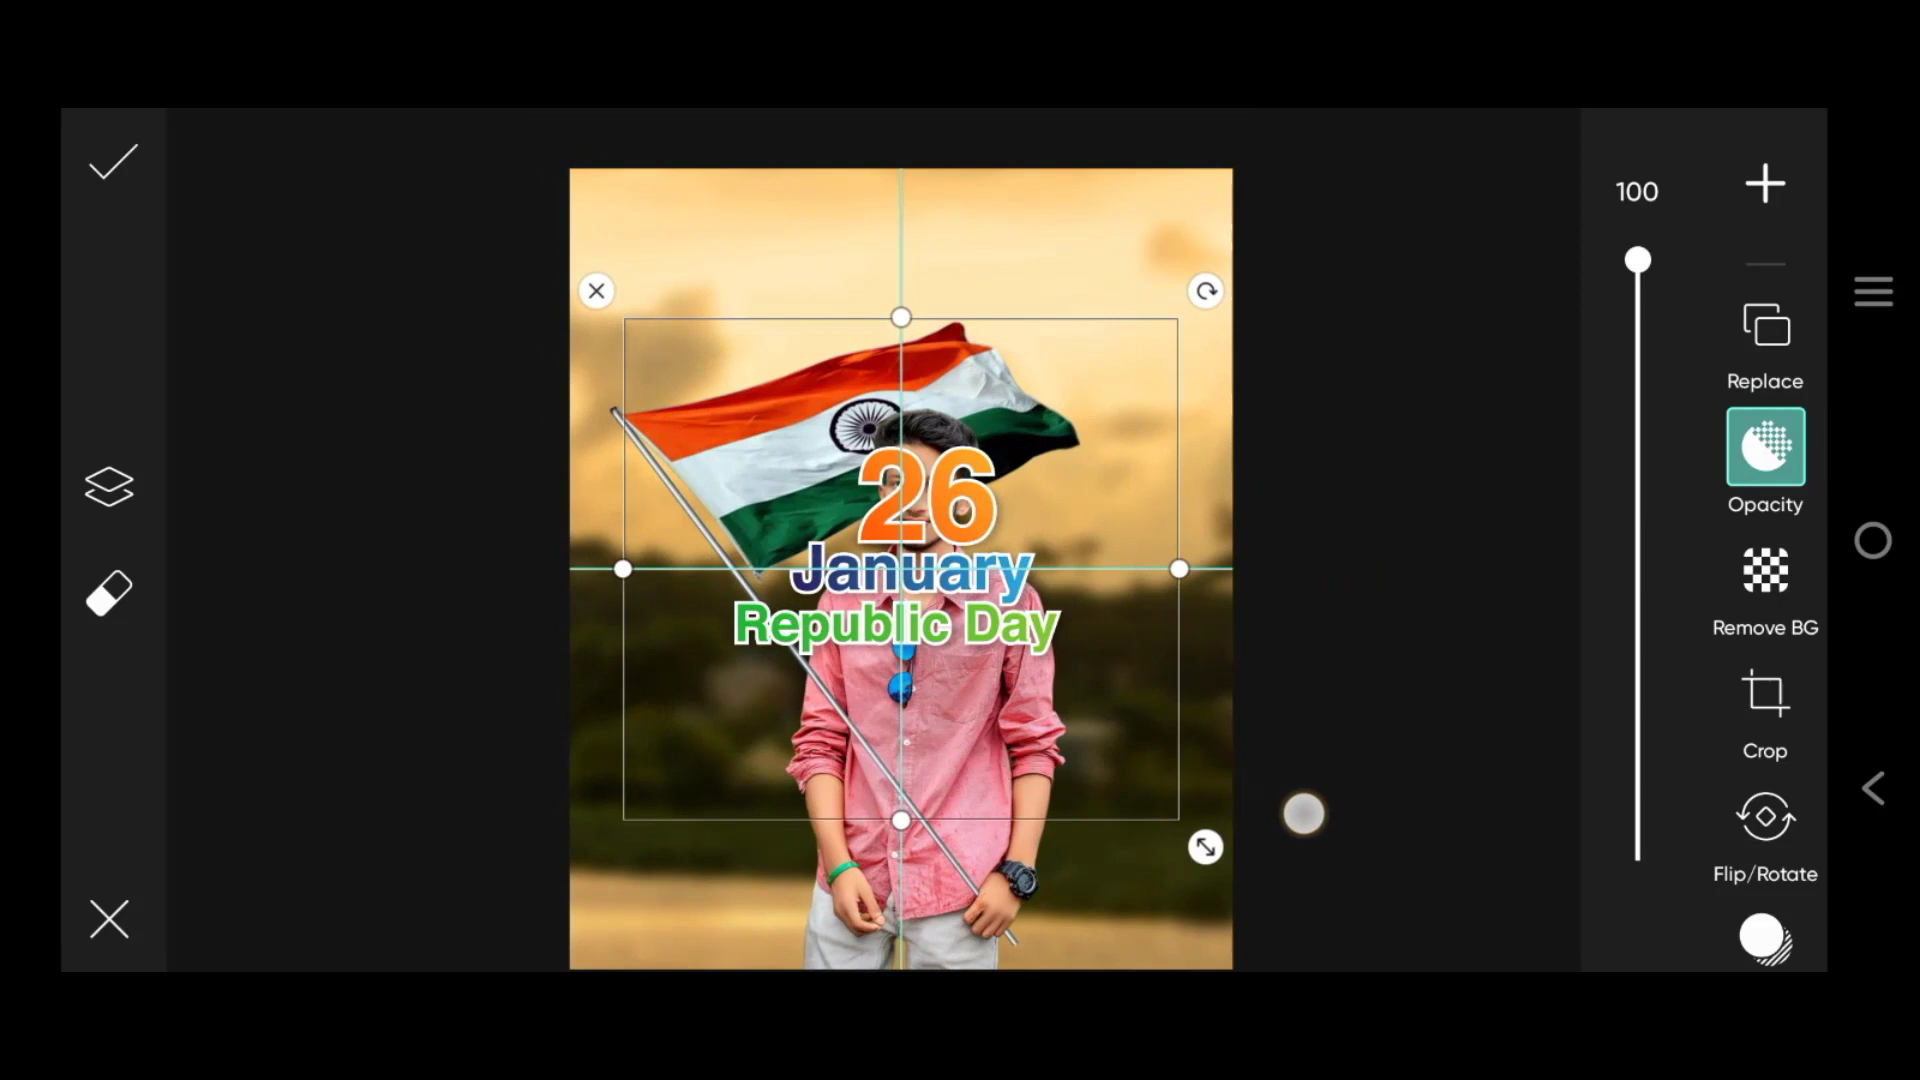 100
Replace
Opacity
Remove BG
Crop
Flip/Rotate
26
January
Republic Day